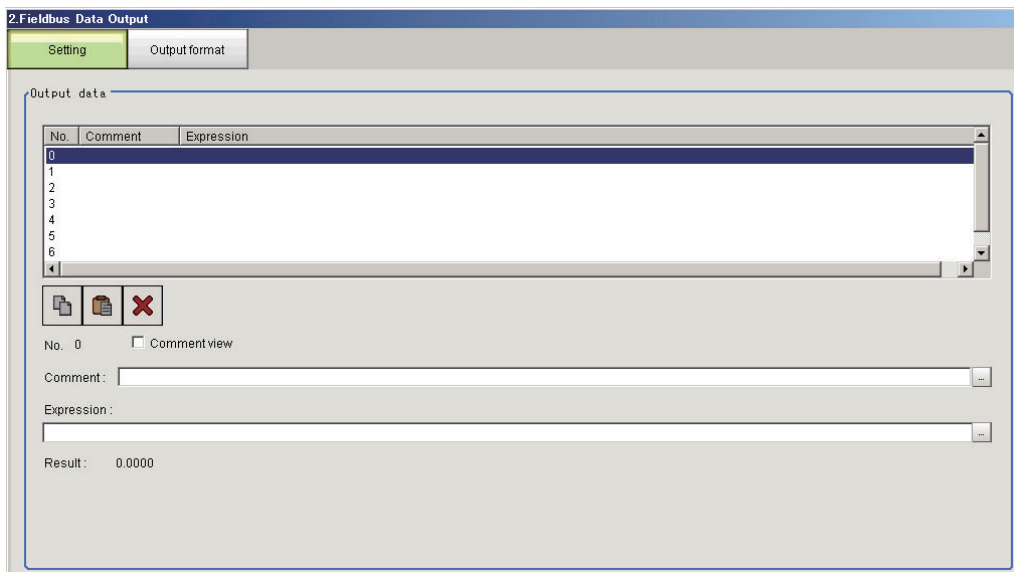 2.Fieldbus Data Output
Setting
Output format
Output data
No. Comment Expression
0
1
2
3
4
5
6
No. 0 Comment view
Comment : ...
Expression :
...
Result : 0.0000